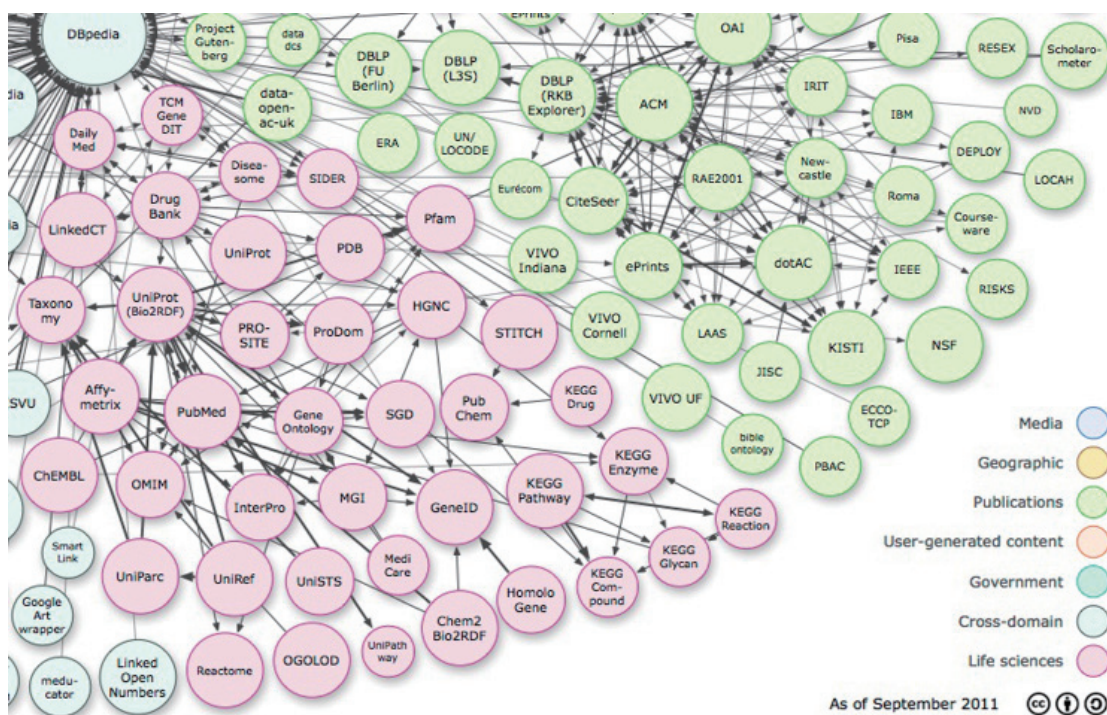 DBpedia
Project
Guten-
berg
data
dcs
DBLP
(FU
Berlin)
DBLP
(L3S)
ePrints
OAI
Pisa
RESEX
Scholaro-
meter
dia
TCM
Gene
DIT
data-
open-
ac-uk
DBLP
(RKB
Explorer)
ACM
IRIT
IBM
NVD
Daily
Med
ERA
UN/
LOCODE
DEPLOY
LOCAH
Disea-
some
SIDER
Eurécom
CiteSeer
RAE2001
New-
castle
Roma
Course-
ware
dia
LinkedCT
Drug
Bank
UniProt
PDB
Pfam
VIVO
Indiana
ePrints
dotAC
IEEE
RISKS
Taxono
my
UniProt
(Bio2RDF)
PRO-
SITE
ProDom
HGNC
STITCH
VIVO
Cornell
LAAS
KISTI
NSF
JISC
SVU
Affy-
metrix
PubMed
Gene
Ontology
SGD
Pub
Chem
KEGG
Drug
VIVO UF
bible
ontology
ECCO-
TCP
PBAC
ChEMBL
OMIM
InterPro
MGI
GeneID
KEGG
Pathway
KEGG
Enzyme
KEGG
Reaction
Smart
Link
UniParc
UniRef
UniSTS
Medi
Care
KEGG
Glycan
KEGG
Com-
pound
Homolo
Gene
Chem2
Bio2RDF
Google
Art
wrapper
medu-
cator
Linked
Open
Numbers
Reactome
OGOLOD
UniPath
way
Media
Geographic
Publications
User-generated content
Government
Cross-domain
Life sciences
As of September 2011
cc